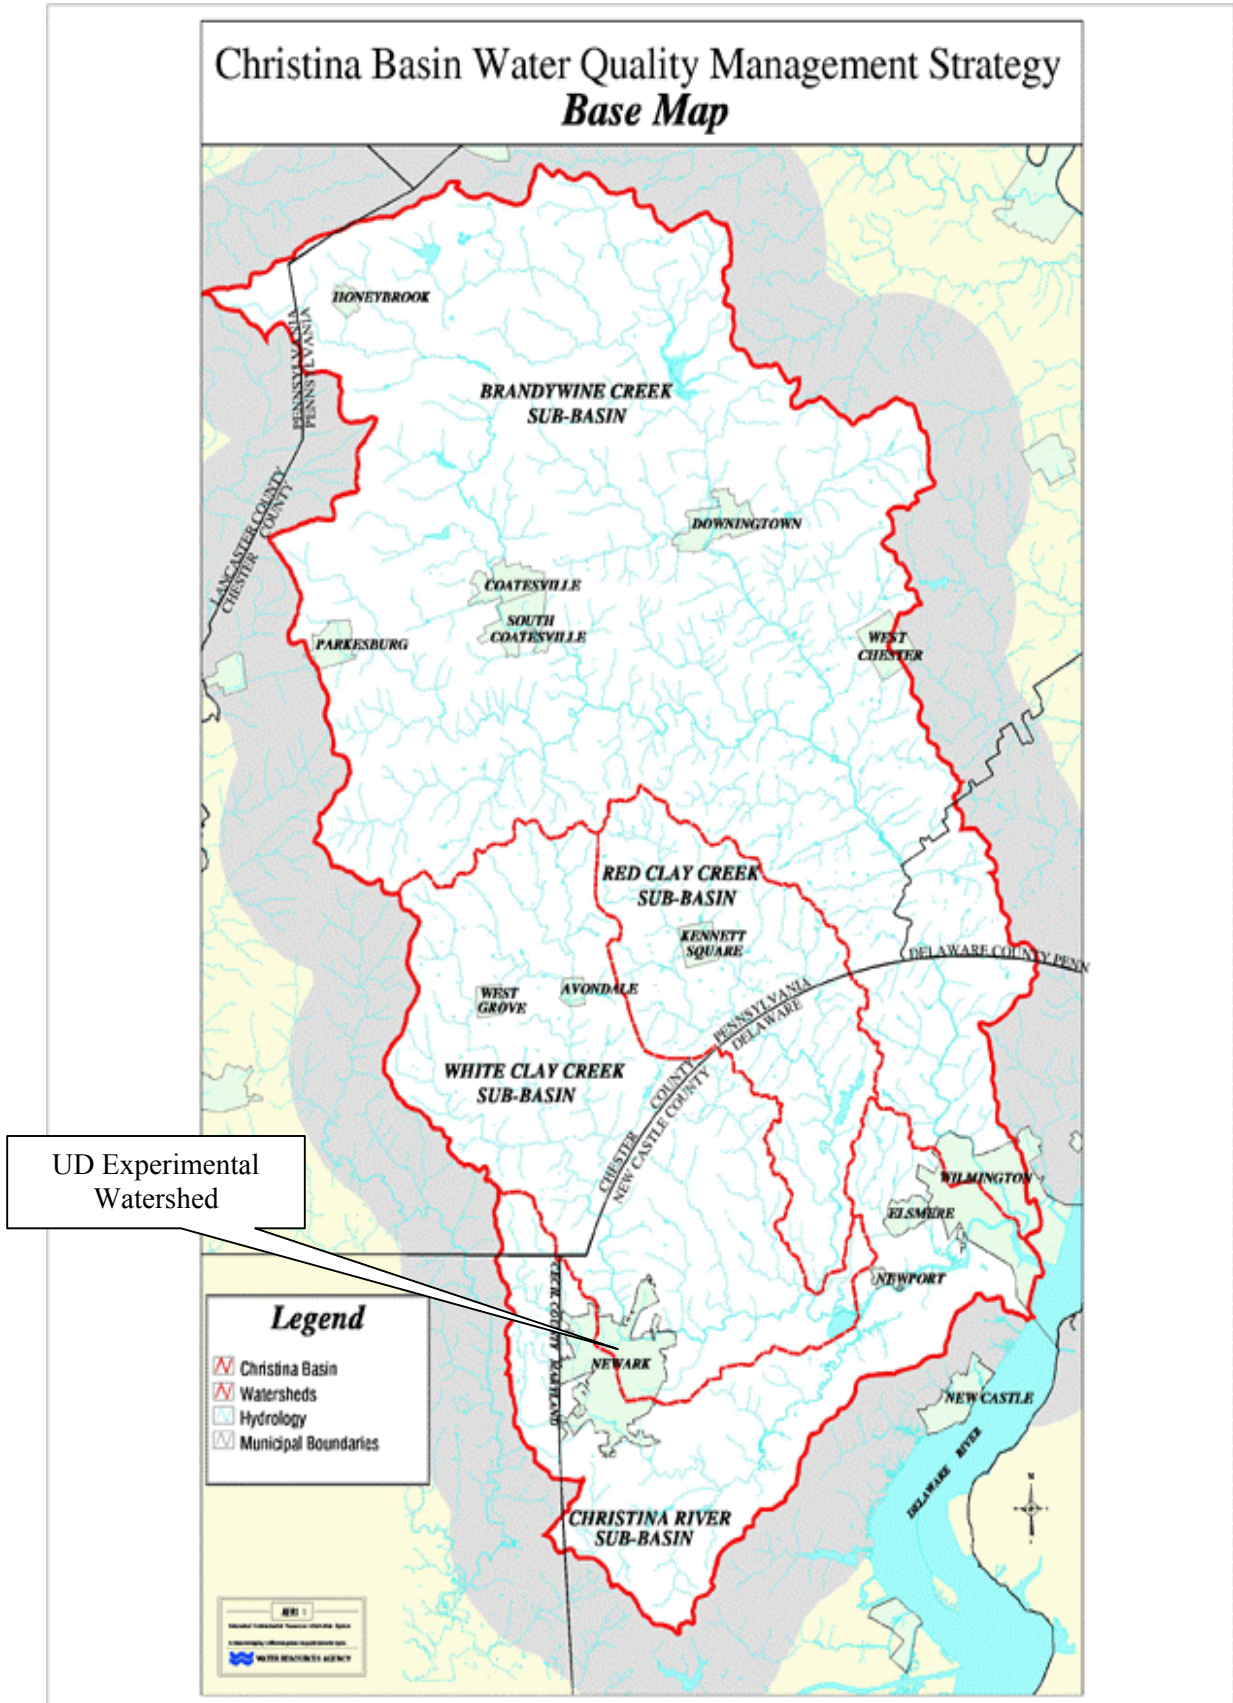 Christina Basin Water Quality Management Strategy
Base Map
HONEYBROOK
PENNSYLVANIA
PENNSYLVANIA
BRANDYWINE CREEK
SUB-BASIN
LANCASTER COUNTY
CHESTER COUNTY
DOWNINGTOWN
COATESVILLE
SOUTH
COATESVILLE
PARKESBURG
WEST
CHESTER
RED CLAY CREEK
SUB-BASIN
KENNETT
SQUARE
DELAWARE COUNTY PENN
WEST
GROVE
AVONDALE
PENNSYLVANIA
DELAWARE
WHITE CLAY CREEK
SUB-BASIN
CHESTER COUNTY
NEW CASTLE COUNTY
UD Experimental
Watershed
WILMINGTON
ELSMERE
NEWPORT
CECIL COUNTY MARYLAND
NEWARK
Legend
Christina Basin
Watersheds
Hydrology
Municipal Boundaries
NEW CASTLE
DELAWARE RIVER
N
CHRISTINA RIVER
SUB-BASIN
WATER RESOURCES AGENCY